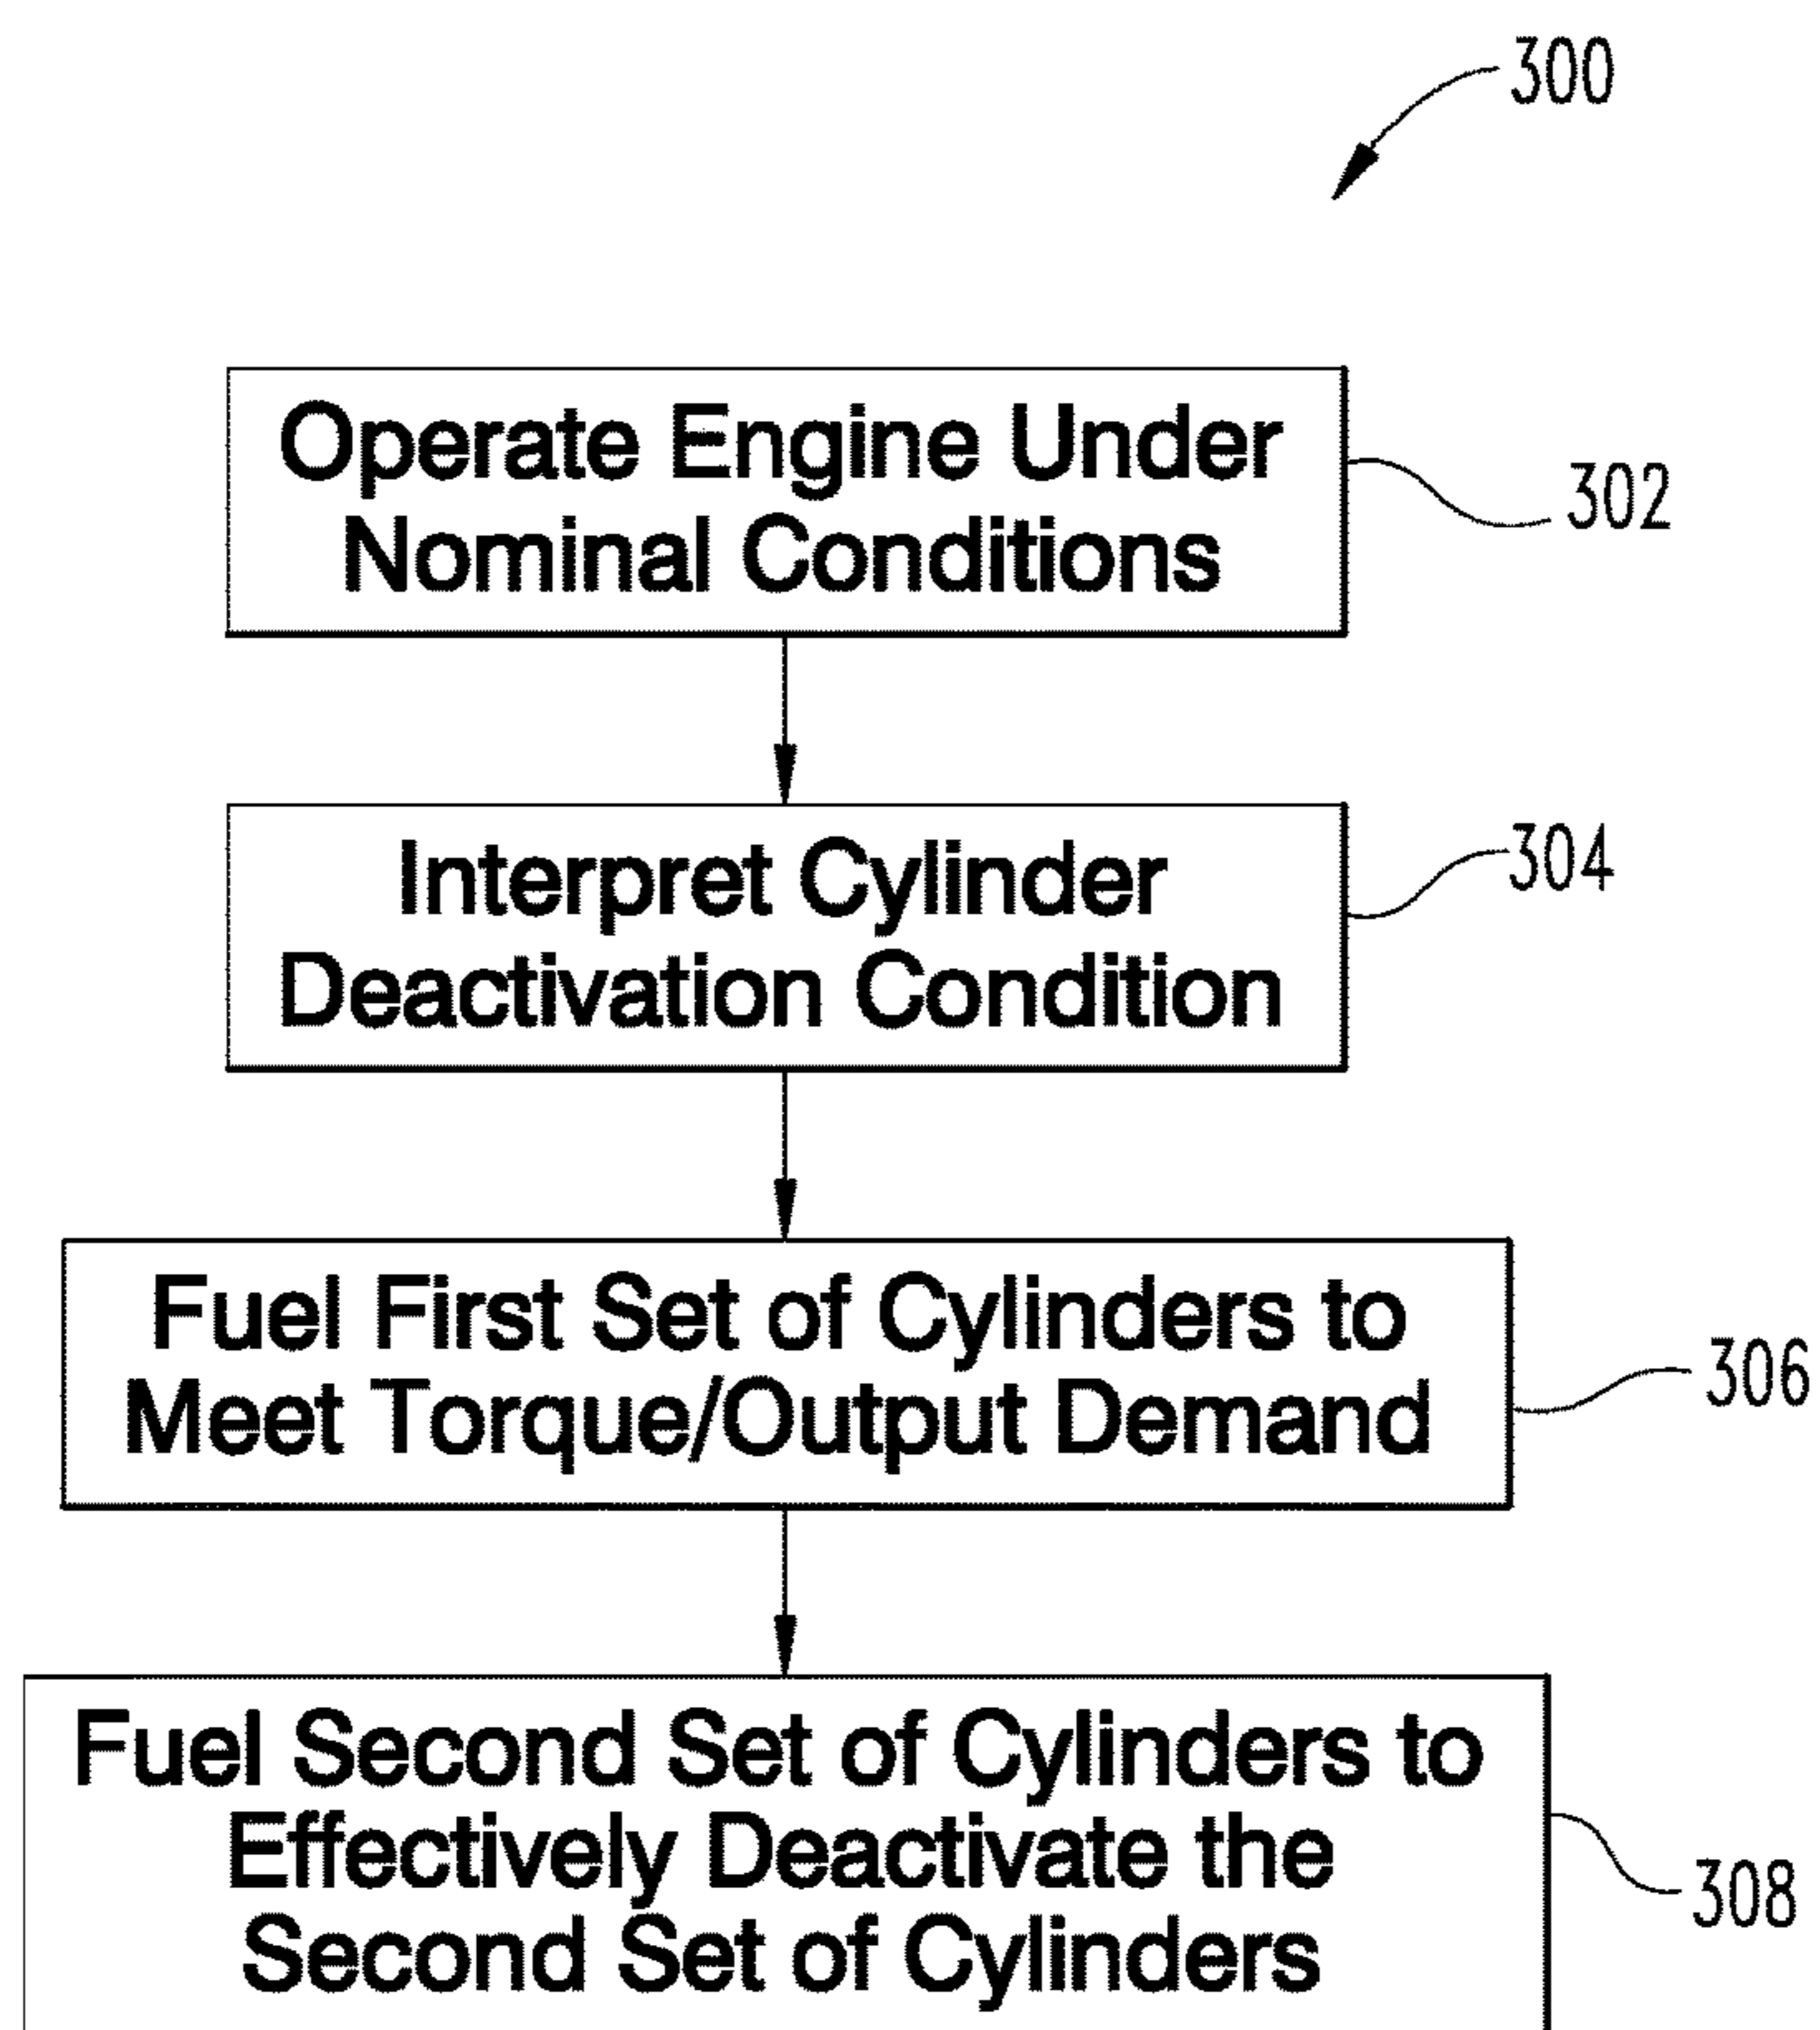 300
Operate Engine Under
Nominal Conditions
302
Interpret Cylinder
Deactivation Condition
304
Fuel First Set of Cylinders to
Meet Torque/Output Demand
306
Fuel Second Set of Cylinders to
Effectively Deactivate the
Second Set of Cylinders
308